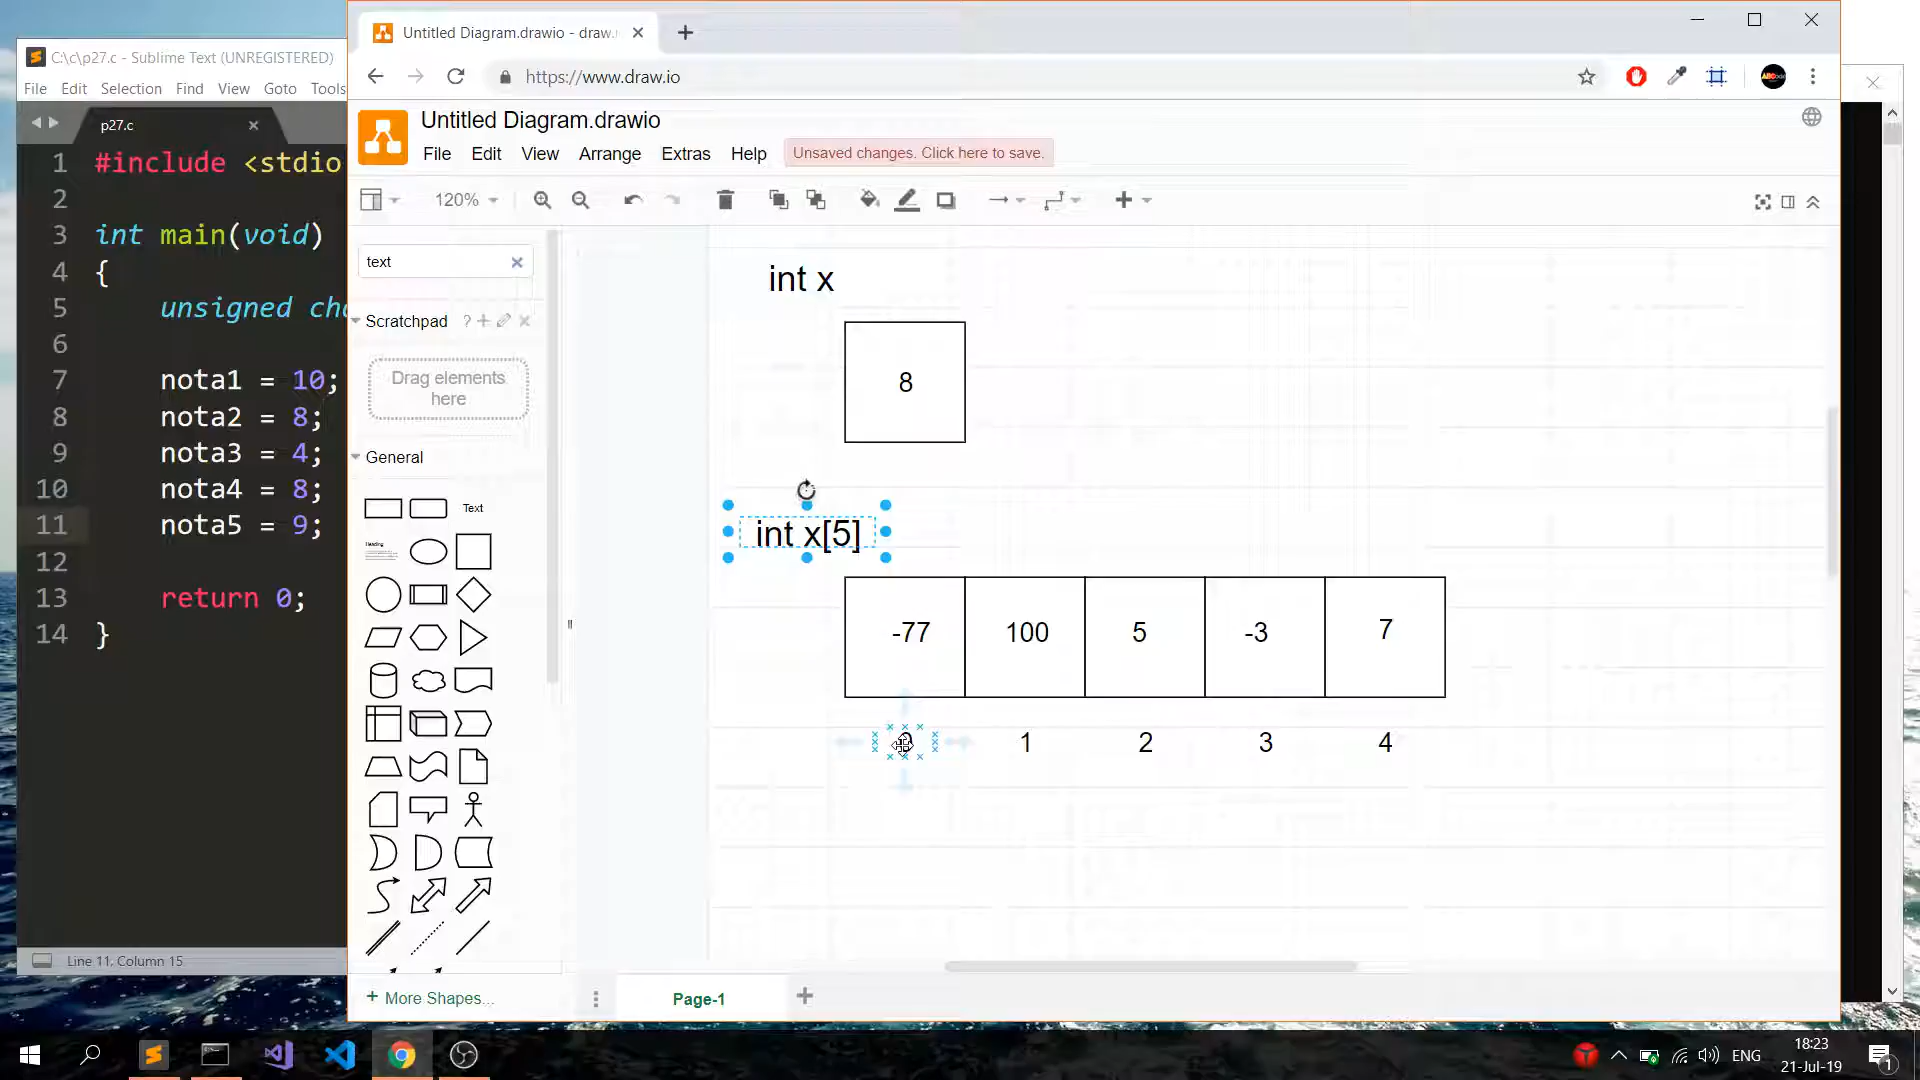 C:\c\p27.c - Sublime Text (UNREGISTERED)
File Edit Selection Find View Goto Tools
p27.c
1 #include <stdio
2
3 int main(void)
4 {
5 unsigned cha
6
7 nota1 = 10;
8 nota2 = 8;
9 nota3 = 4;
10 nota4 = 8;
11 nota5 = 9;
12
13 return 0;
14 }
Line 11, Column 15
Untitled Diagram.drawio - draw.
https://www.draw.io
ABC
Untitled Diagram.drawio
File Edit View Arrange Extras Help
Unsaved changes. Click here to save.
120%
text
Scratchpad
?
Drag elements
here
General
Text
Heading
More Shapes...
Page-1
int x
8
int x[5]
-77 100 5 -3 7
0 1 2 3 4
ENG
18:23
21-Jul-19
1